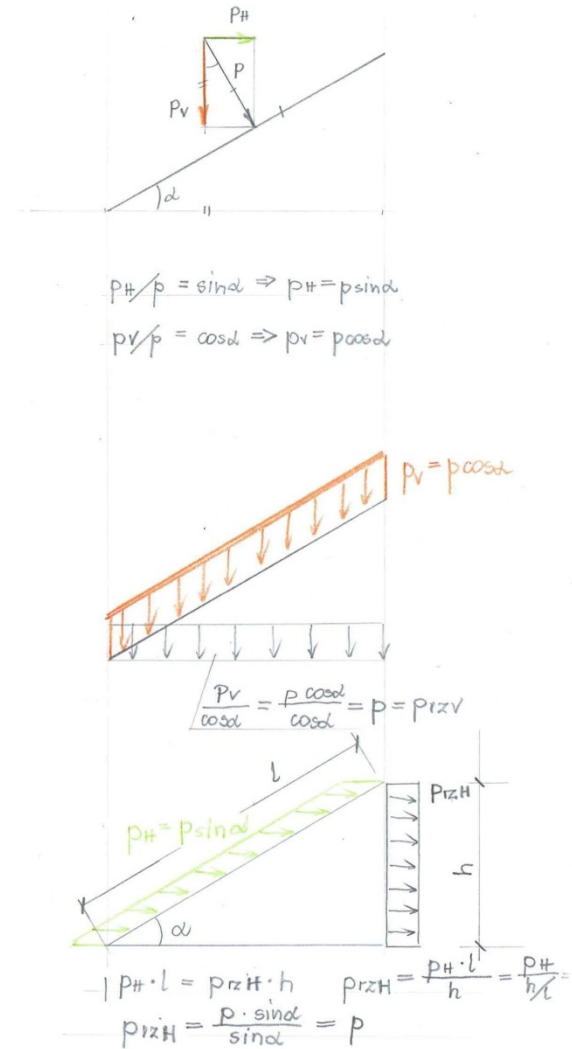 PH
P
PV
α
PH/P = sinα ⇒ PH = psinα
PV/P = cosα ⇒ PV = pcosα
PV = pcosα
PV/cosα = p cosα/cosα = P = PrzV
l
PrzH
PH = psinα
h
α
PH · l = PrzH · h
PrzH = PH · l/h = PH/h/l =
PrzH = p · sinα/sinα = P